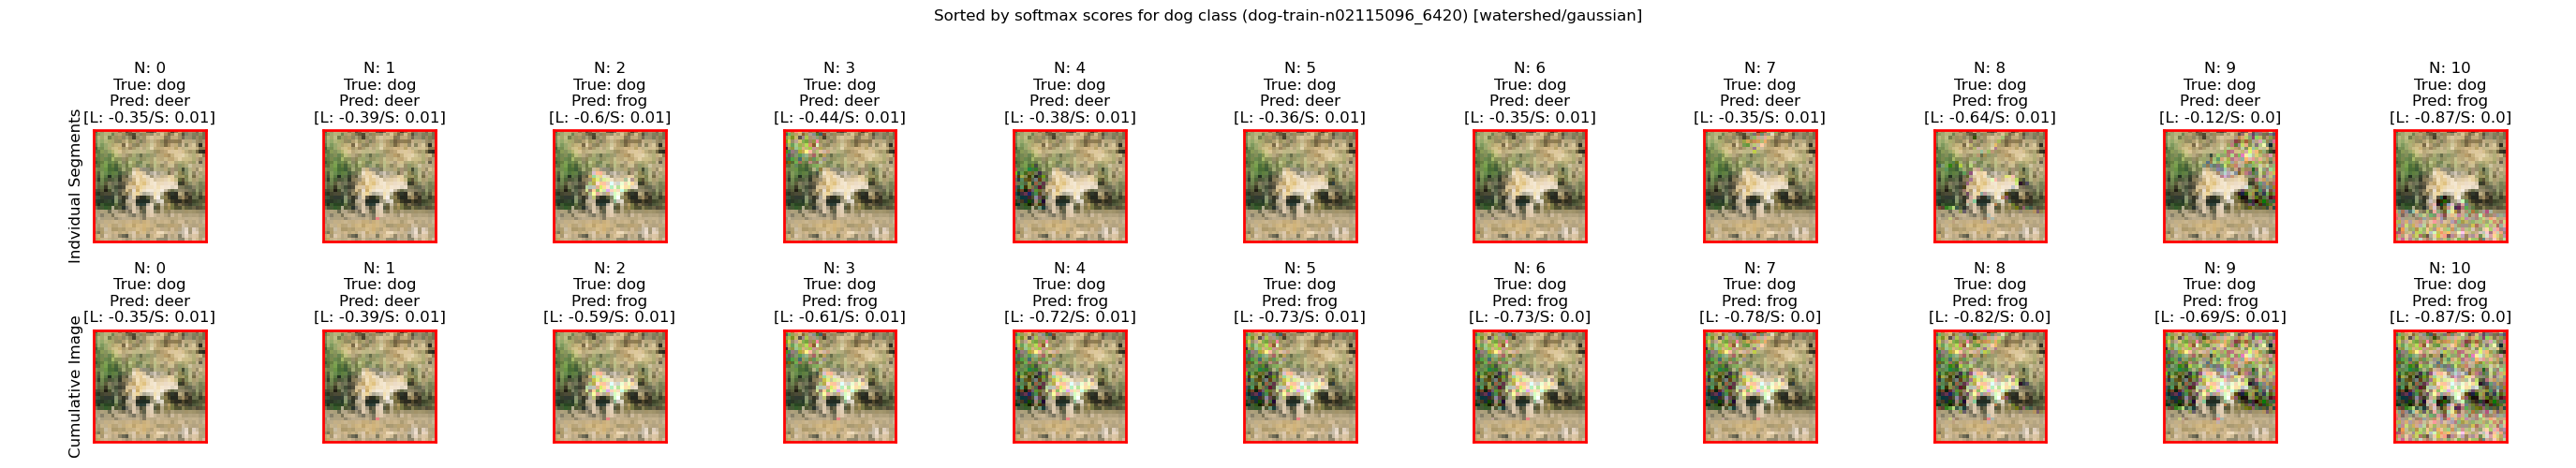 Sorted by softmax scores for dog class (dog-train-n02115096_6420) [watershed/gaussian]
Indvidual Segments
N: 0
True: dog
Pred: deer
[L: -0.35/S: 0.01]
N: 1
True: dog
Pred: deer
[L: -0.39/S: 0.01]
N: 2
True: dog
Pred: frog
[L: -0.6/S: 0.01]
N: 3
True: dog
Pred: deer
[L: -0.44/S: 0.01]
N: 4
True: dog
Pred: deer
[L: -0.38/S: 0.01]
N: 5
True: dog
Pred: deer
[L: -0.36/S: 0.01]
N: 6
True: dog
Pred: deer
[L: -0.35/S: 0.01]
N: 7
True: dog
Pred: deer
[L: -0.35/S: 0.01]
N: 8
True: dog
Pred: frog
[L: -0.64/S: 0.01]
N: 9
True: dog
Pred: deer
[L: -0.12/S: 0.0]
N: 10
True: dog
Pred: frog
[L: -0.87/S: 0.0]
Cumulative Image
N: 0
True: dog
Pred: deer
[L: -0.35/S: 0.01]
N: 1
True: dog
Pred: deer
[L: -0.39/S: 0.01]
N: 2
True: dog
Pred: frog
[L: -0.59/S: 0.01]
N: 3
True: dog
Pred: frog
[L: -0.61/S: 0.01]
N: 4
True: dog
Pred: frog
[L: -0.72/S: 0.01]
N: 5
True: dog
Pred: frog
[L: -0.73/S: 0.01]
N: 6
True: dog
Pred: frog
[L: -0.73/S: 0.0]
N: 7
True: dog
Pred: frog
[L: -0.78/S: 0.0]
N: 8
True: dog
Pred: frog
[L: -0.82/S: 0.0]
N: 9
True: dog
Pred: frog
[L: -0.69/S: 0.01]
N: 10
True: dog
Pred: frog
[L: -0.87/S: 0.0]